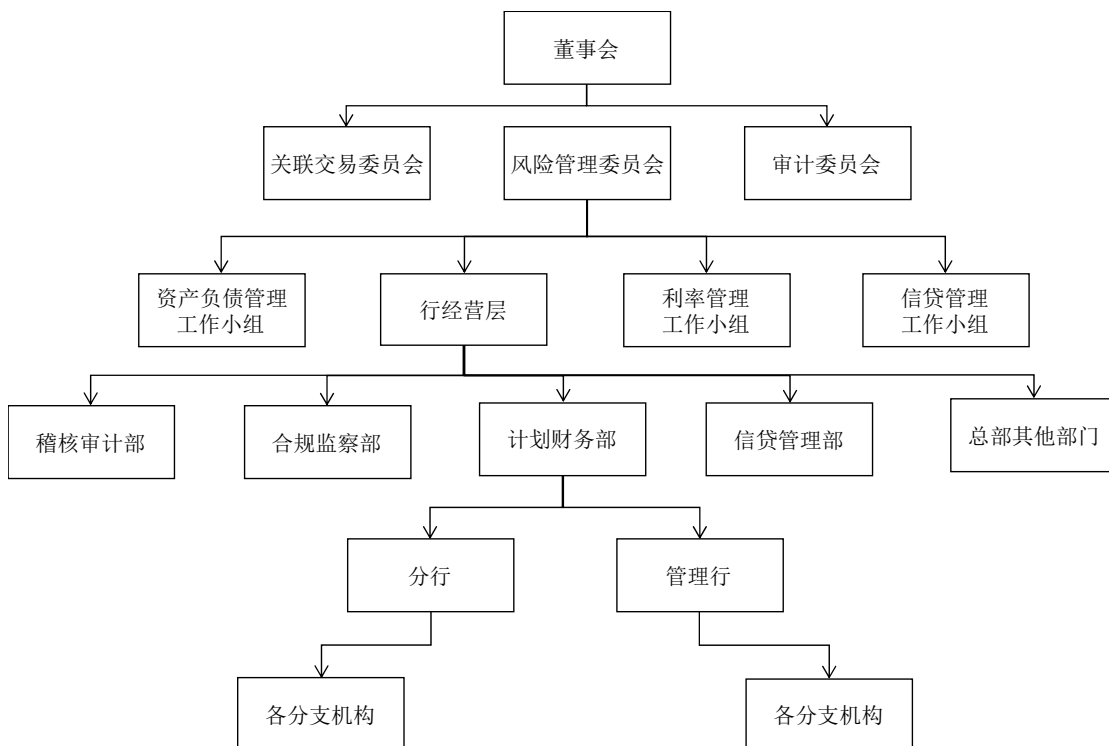 董事会
关联交易委员会
风险管理委员会
审计委员会
资产负债管理
工作小组
行经营层
利率管理
工作小组
信贷管理
工作小组
稽核审计部
合规监察部
计划财务部
信贷管理部
总部其他部门
分行
管理行
各分支机构
各分支机构